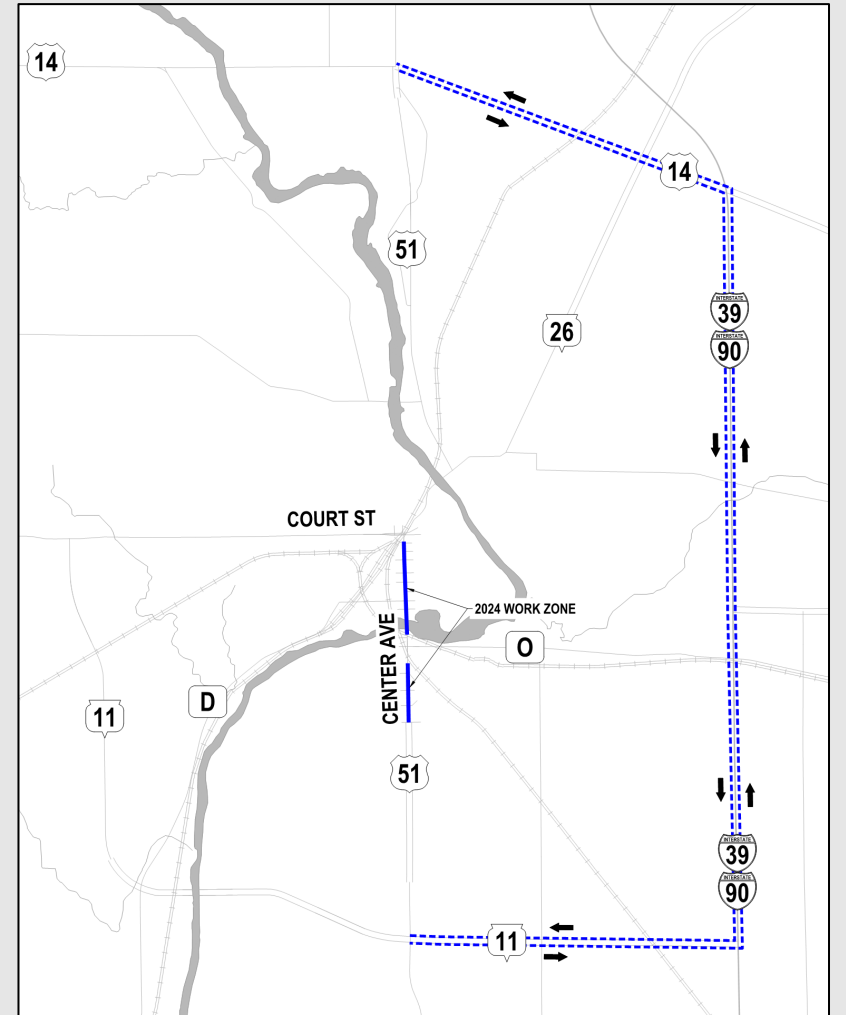 14
14
51
INTERSTATE
39
INTERSTATE
90
26
COURT ST
2024 WORK ZONE
CENTER AVE
O
D
11
51
INTERSTATE
39
INTERSTATE
90
11